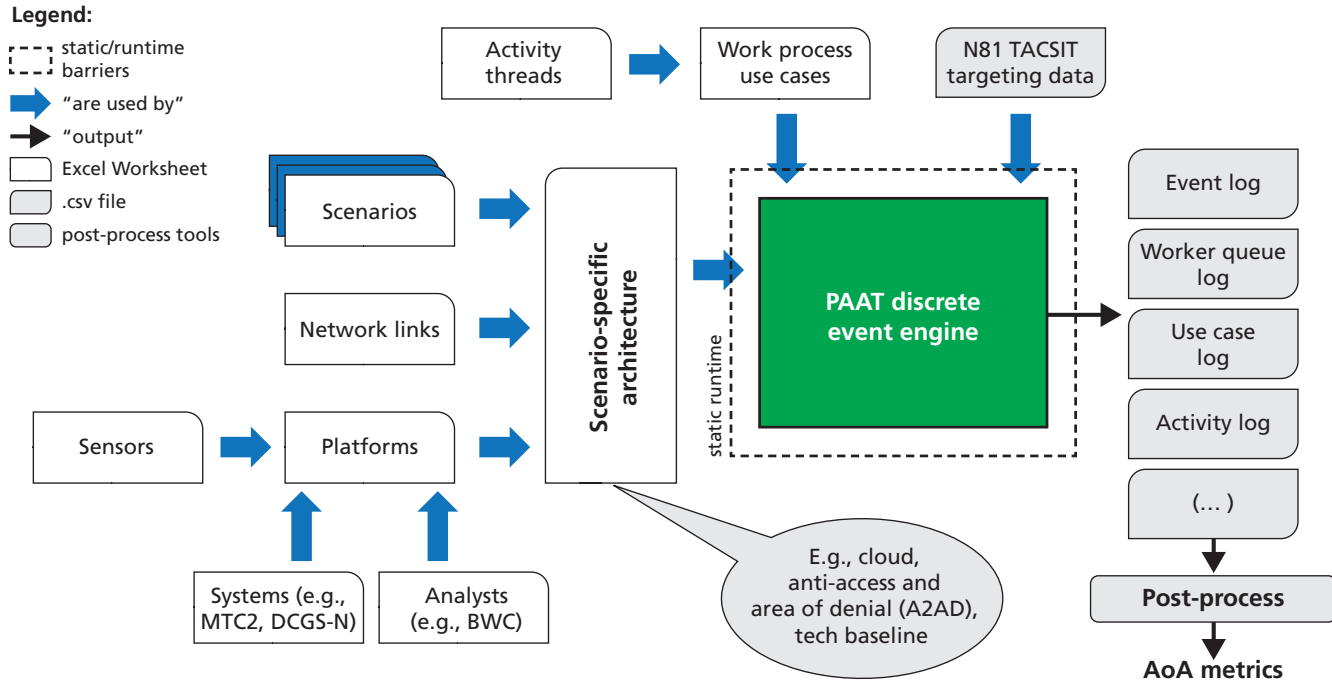 Legend:
static/runtime
barriers
“are used by”
“output”
Excel Worksheet
.csv file
post-process tools
Activity
threads
Work process
use cases
N81 TACSIT
targeting data
Scenarios
Network links
Sensors
Platforms
Systems (e.g.,
MTC2, DCGS-N)
Analysts
(e.g., BWC)
Scenario-specific
architecture
E.g., cloud,
anti-access and
area of denial (A2AD),
tech baseline
static runtime
PAAT discrete
event engine
Event log
Worker queue
log
Use case
log
Activity log
(... )
Post-process
AoA metrics